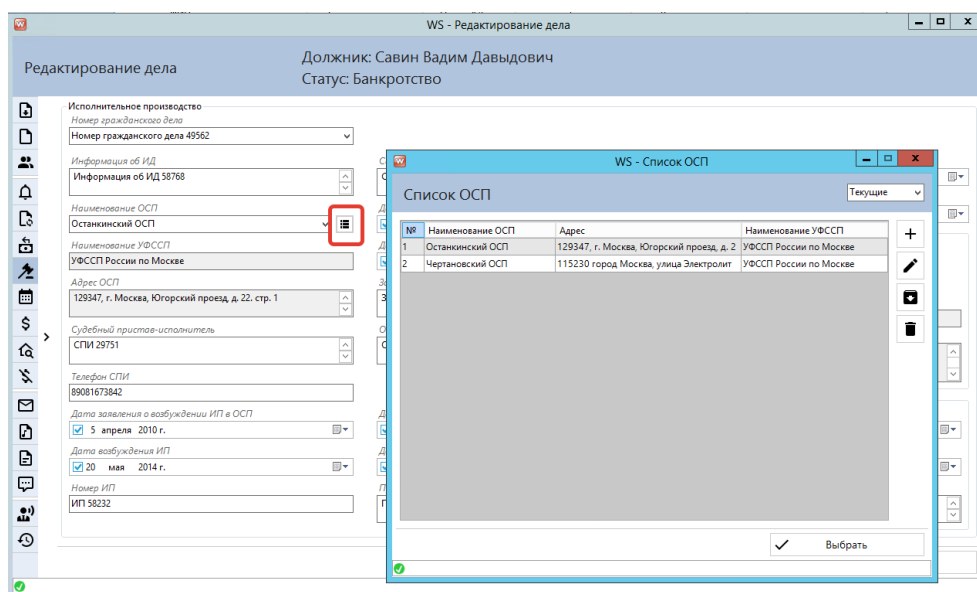 WS - Редактирование дела
Редактирование дела
Должник: Савин Вадим Давыдович
Статус: Банкротство
Исполнительное производство
Номер гражданского дела
Номер гражданского дела 49562
Информация об ИД
Информация об ИД 58768
Наименование ОСП
Останкинский ОСП
Наименование УФССП
УФССП России по Москве
Адрес ОСП
129347, г. Москва, Югорский проезд, д. 22. стр. 1
Судебный пристав-исполнитель
СПИ 29751
Телефон СПИ
89081673842
Дата заявления о возбуждении ИП в ОСП
5 апреля 2010 г.
Дата возбуждения ИП
20 мая 2014 г.
Номер ИП
ИП 58232
WS - Список ОСП
Список ОСП
Текущие
№ Наименование ОСП Адрес Наименование УФССП
1 Останкинский ОСП 129347, г. Москва, Югорский проезд, д. 2 УФССП России по Москве
2 Чертановский ОСП 115230 город Москва, улица Электролит УФССП России по Москве
Выбрать